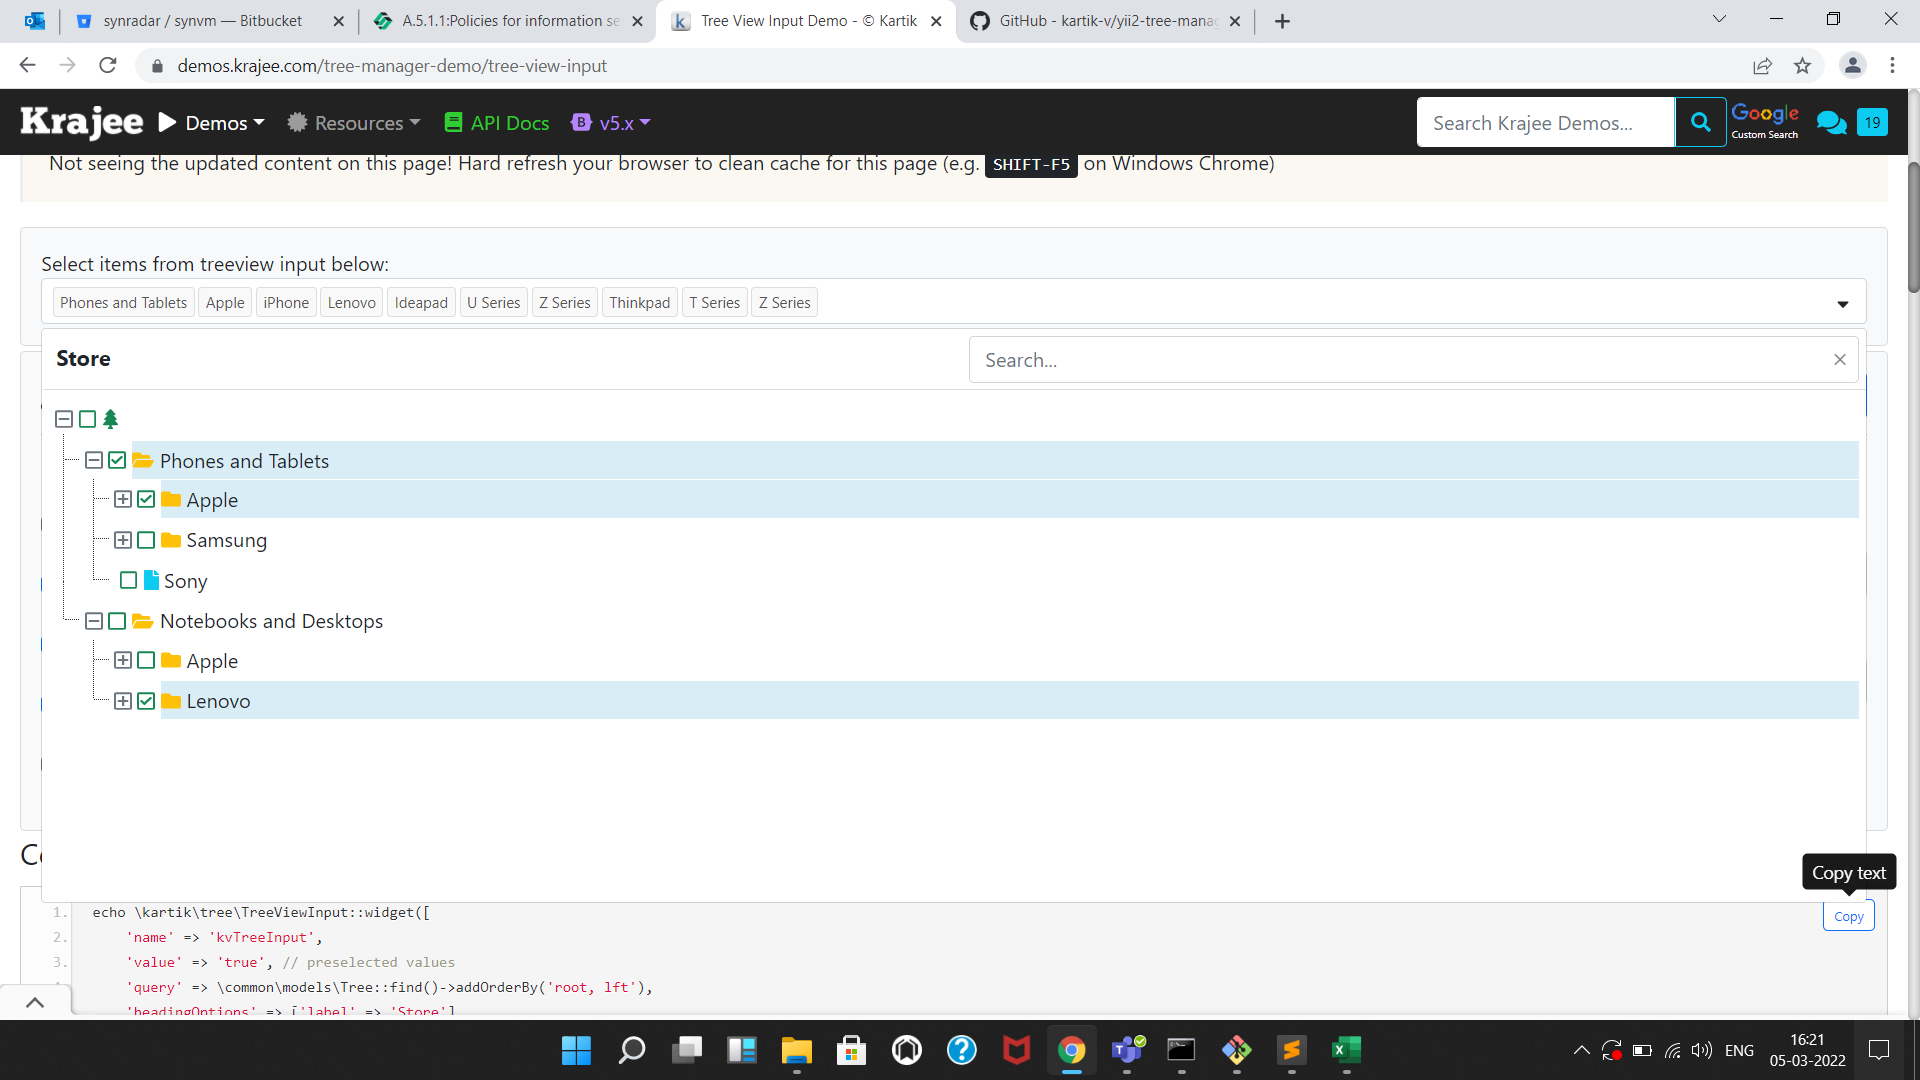 synradar / synvm — Bitbucket
A.5.1.1:Policies for information se
Tree View Input Demo - © Kartik
GitHub - kartik-v/yii2-tree-mana
demos.krajee.com/tree-manager-demo/tree-view-input
Krajee
Demos
Resources
API Docs
B v5.x
Search Krajee Demos...
Google
Custom Search
19
Not seeing the updated content on this page! Hard refresh your browser to clean cache for this page (e.g. SHIFT-F5 on Windows Chrome)
Select items from treeview input below:
Phones and Tablets Apple iPhone Lenovo Ideapad U Series Z Series Thinkpad T Series Z Series
Store
Search...
Phones and Tablets
Apple
Samsung
Sony
Notebooks and Desktops
Apple
Lenovo
Copy text
Copy
1. echo \kartik\tree\TreeViewInput::widget([
2. 'name' => 'kvTreeInput',
3. 'value' => 'true', // preselected values
'query' => \common\models\Tree::find()->addOrderBy('root, lft'),
'headingOptions' => ['label' => 'Store']
ENG
16:21
05-03-2022